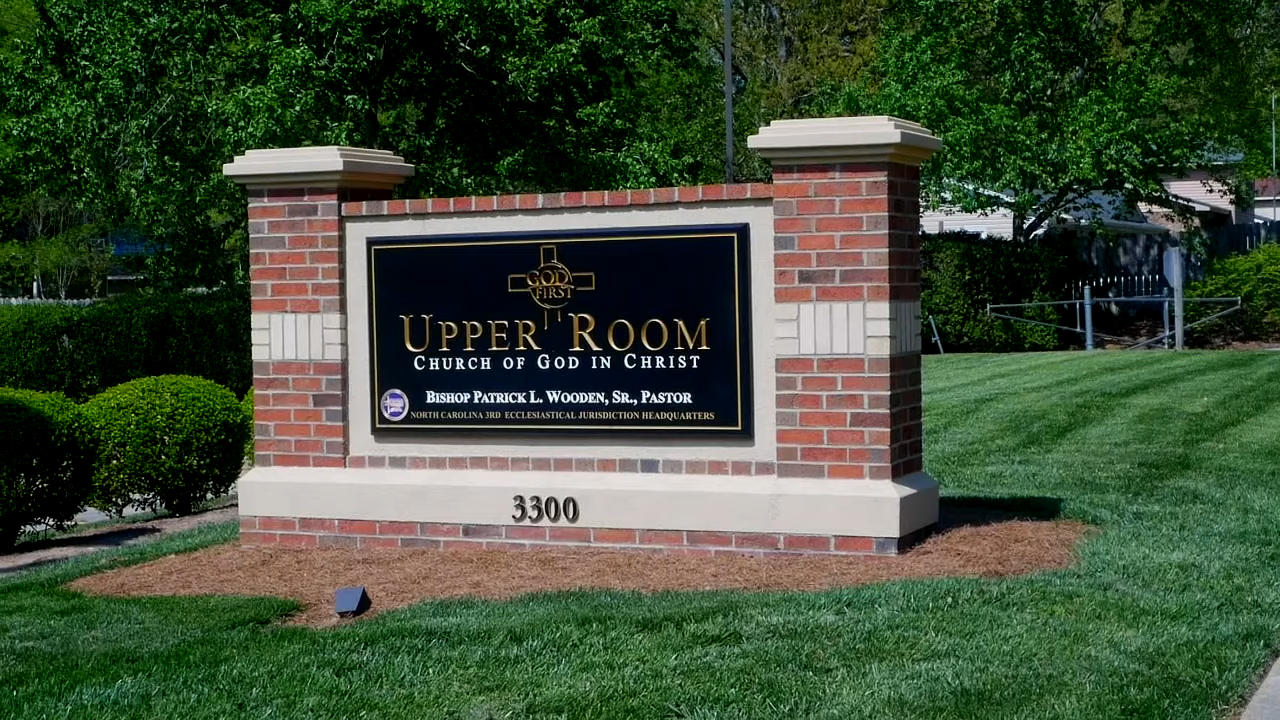 GOD
FIRST
UPPER ROOM
CHURCH OF GOD IN CHRIST
BISHOP PATRICK L. WOODEN, SR., PASTOR
NORTH CAROLINA 3RD ECCLESIASTICAL JURISDICTION HEADQUARTERS
3300